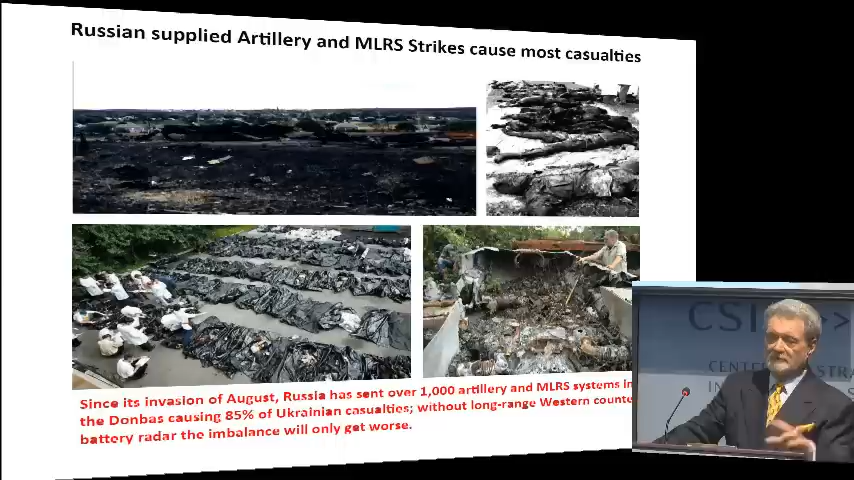 Russian supplied Artillery and MLRS Strikes cause most casualties
Since its invasion of August, Russia has sent over 1,000 artillery and MLRS systems in
the Donbas causing 85% of Ukrainian casualties; without long-range Western counte
battery radar the imbalance will only get worse.
CSI
CENTER
STRA
IN